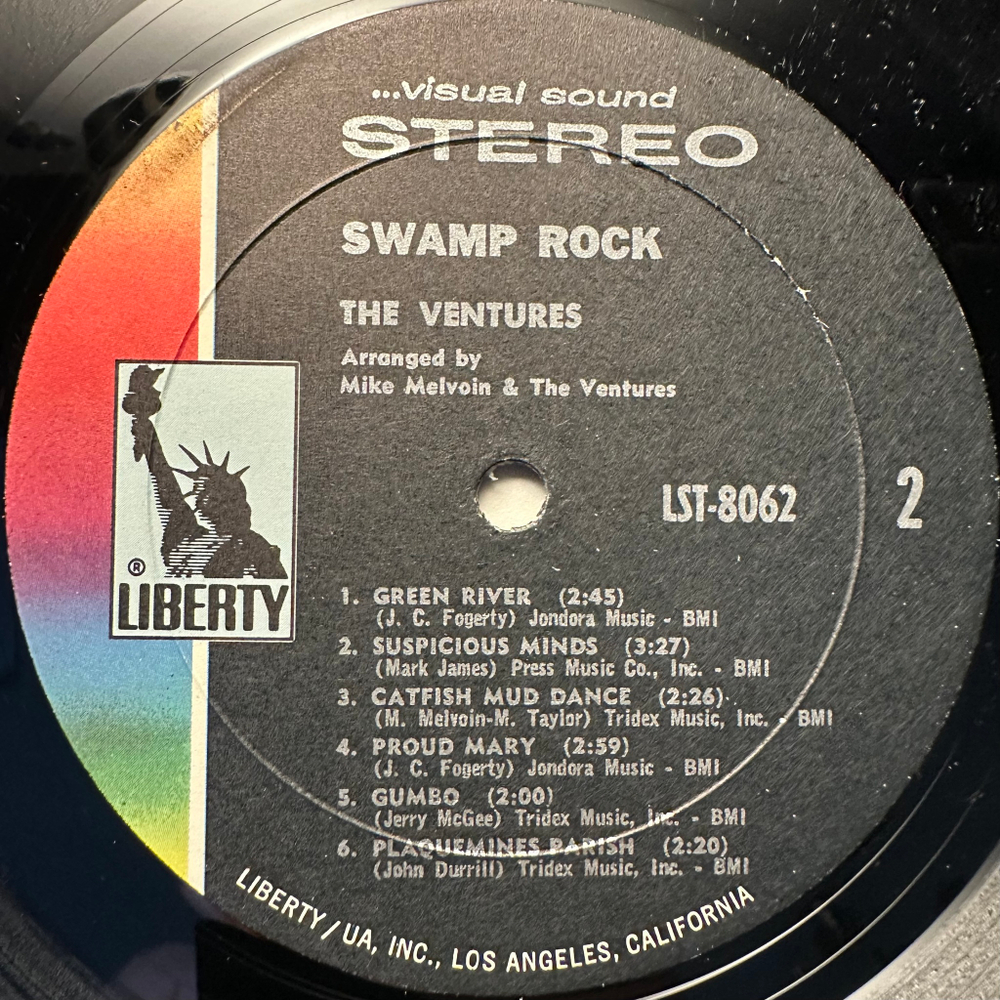 ...visual sound
STEREO
SWAMP ROCK
THE VENTURES
Arranged by
Mike Melvoin & The Ventures
LST-8062
2
®
LIBERTY
1. GREEN RIVER (2:45)
(J. C. Fogerty) Jondora Music - BMI
2. SUSPICIOUS MINDS (3:27)
(Mark James) Press Music Co., Inc. - BMI
3. CATFISH MUD DANCE (2:26)
(M. Melvoin-M. Taylor) Tridex Music, Inc. - BMI
4. PROUD MARY (2:59)
(J. C. Fogerty) Jondora Music - BMI
5. GUMBO (2:00)
(Jerry McGee) Tridex Music, Inc. - BMI
6. PLAQUEMINES PARISH (2:20)
(John Durrill) Tridex Music, Inc. - BMI
LIBERTY/UA, INC., LOS ANGELES, CALIFORNIA